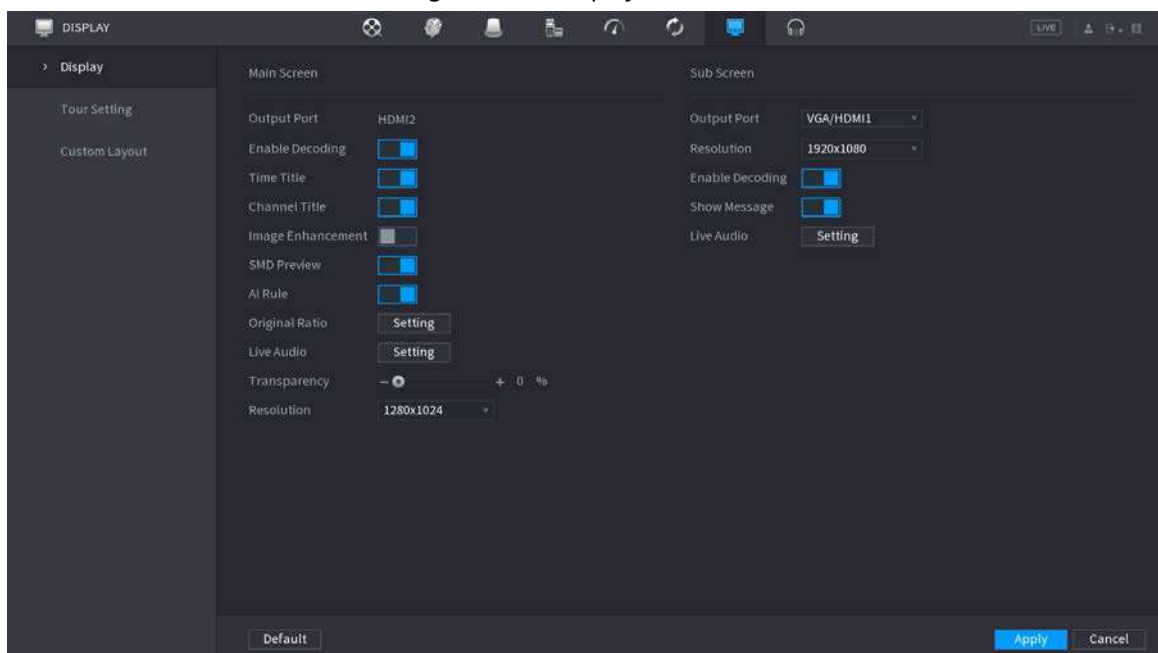 DISPLAY
LIVE
Display
Tour Setting
Custom Layout
Main Screen
Output Port HDMI2
Enable Decoding
Time Title
Channel Title
Image Enhancement
SMD Preview
AI Rule
Original Ratio Setting
Live Audio Setting
Transparency - + 0 %
Resolution 1280x1024
Sub Screen
Output Port VGA/HDMI1
Resolution 1920x1080
Enable Decoding
Show Message
Live Audio Setting
Default
Apply Cancel